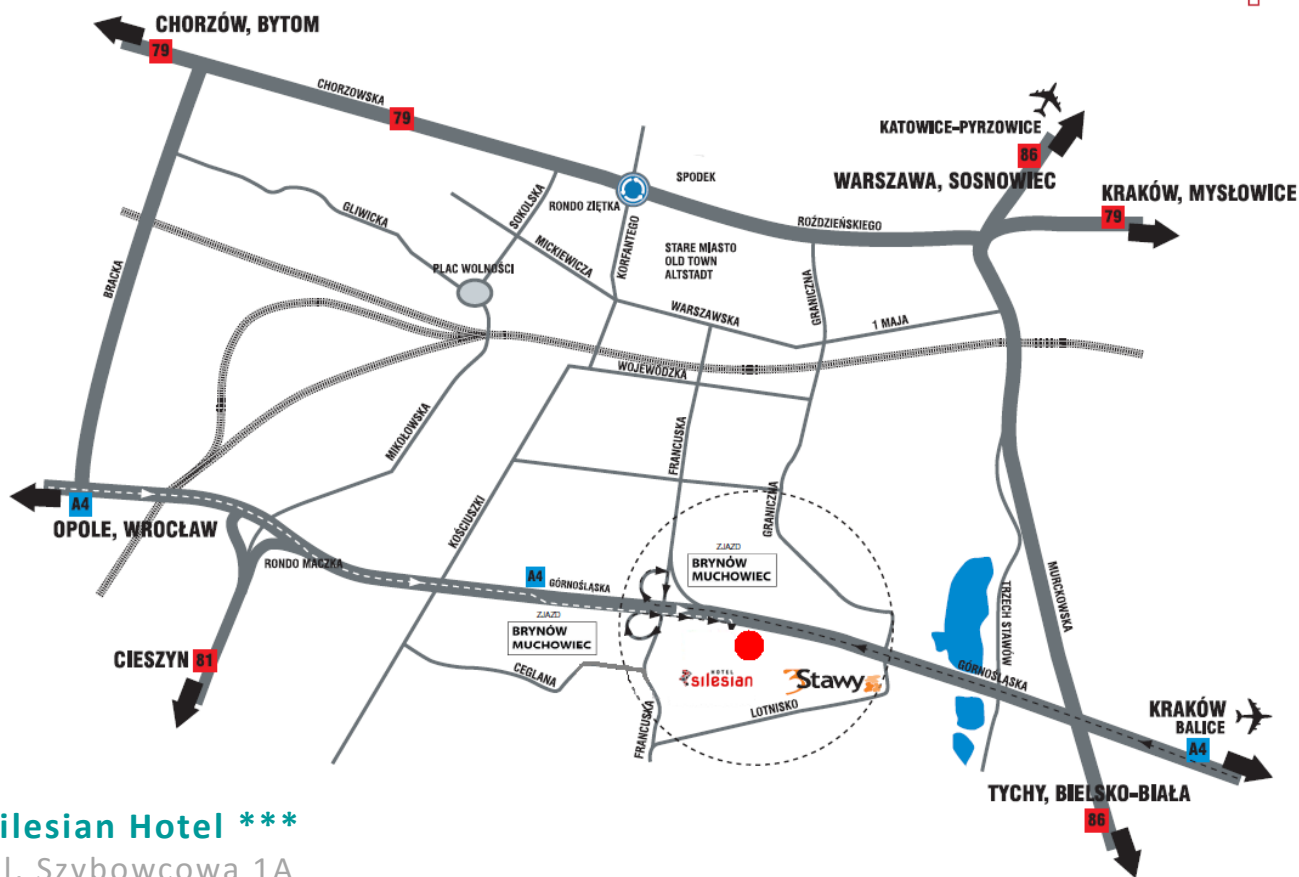 CHORZÓW, BYTOM
79
CHORZOWSKA
79
KATOWICE-PYRZOWICE
86
WARSZAWA, SOSNOWIEC
KRAKÓW, MYSŁOWICE
79
SPODEK
RONDO ZIĘTKA
ROŹDZIEŃSKIEGO
SOKOLSKA
GLIWICKA
MICKIEWICZA
KORFANTEGO
STARE MIASTO
OLD TOWN
ALTSTADT
PLAC WOLNOŚCI
BRACKA
GRANICZNA
WARSZAWSKA
1 MAJA
WOJEWÓDZKA
MIKOŁOWSKA
FRANCUSKA
KOŚCIUSZKI
GRANICZNA
A4
OPOLE, WROCŁAW
RONDO MACZKA
A4
GÓRNOŚLĄSKA
ZJAZD
BRYNÓW
MUCHOWIEC
ZJAZD
BRYNÓW
MUCHOWIEC
TRZECH STAWÓW
MURCKOWSKA
CIESZYN
81
CEGLANA
HOTEL
silesian
3Stawy
GÓRNOŚLĄSKA
LOTNISKO
FRANCUSKA
KRAKÓW
BALICE
A4
TYCHY, BIELSKO-BIAŁA
86
ilesian Hotel ***
l. Szybowcowa 1A